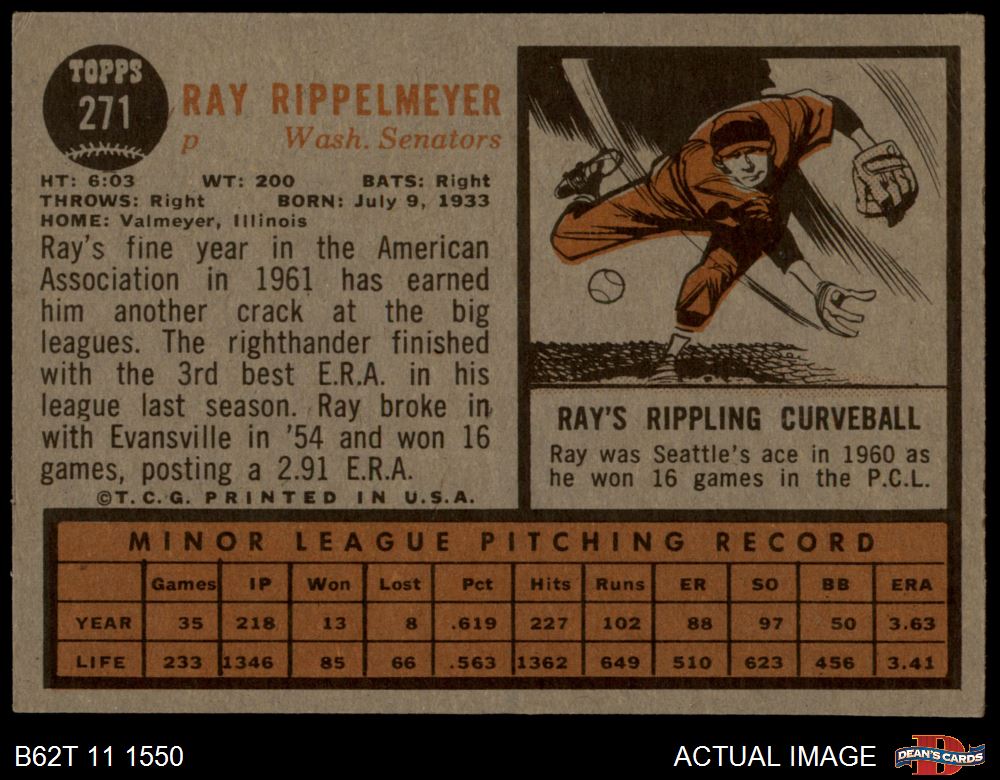 TOPPS
271
RAY RIPPELMEYER
p Wash. Senators
HT: 6:03 WT: 200 BATS: Right
THROWS: Right BORN: July 9, 1933
HOME: Valmeyer, Illinois
Ray's fine year in the American
Association in 1961 has earned
him another crack at the big
leagues. The righthander finished
with the 3rd best E.R.A. in his
league last season. Ray broke in
with Evansville in '54 and won 16
games, posting a 2.91 E.R.A.
©T.C.G. PRINTED IN U.S.A.
RAY'S RIPPLING CURVEBALL
Ray was Seattle's ace in 1960 as
he won 16 games in the P.C.L.
MINOR LEAGUE PITCHING RECORD
Games IP Won Lost Pct Hits Runs ER SO BB ERA
YEAR 35 218 13 8 .619 227 102 88 97 50 3.63
LIFE 233 1346 85 66 .563 1362 649 510 623 456 3.41
B62T 11 1550
ACTUAL IMAGE
D
DEAN'S CARDS